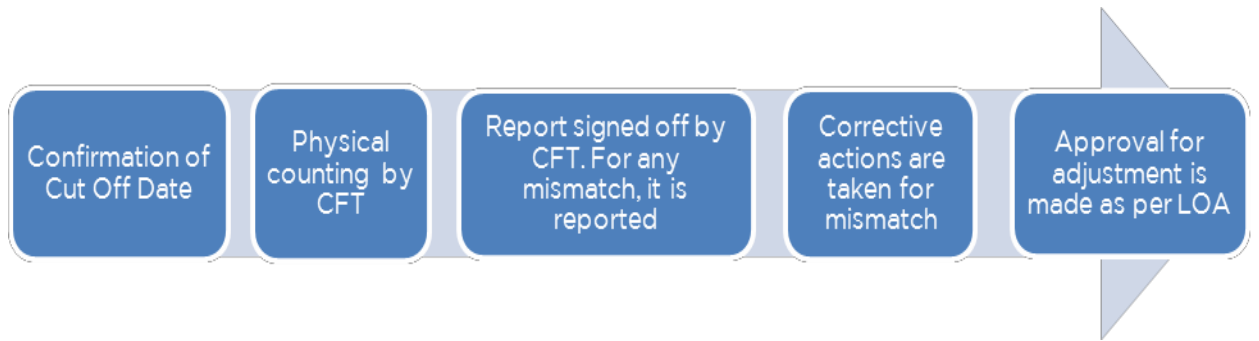 Confirmation of
Cut Off Date
Physical
counting by
CFT
Report signed off by
CFT. For any
mismatch, it is
reported
Corrective
actions are
taken for
mismatch
Approval for
adjustment is
made as per LOA